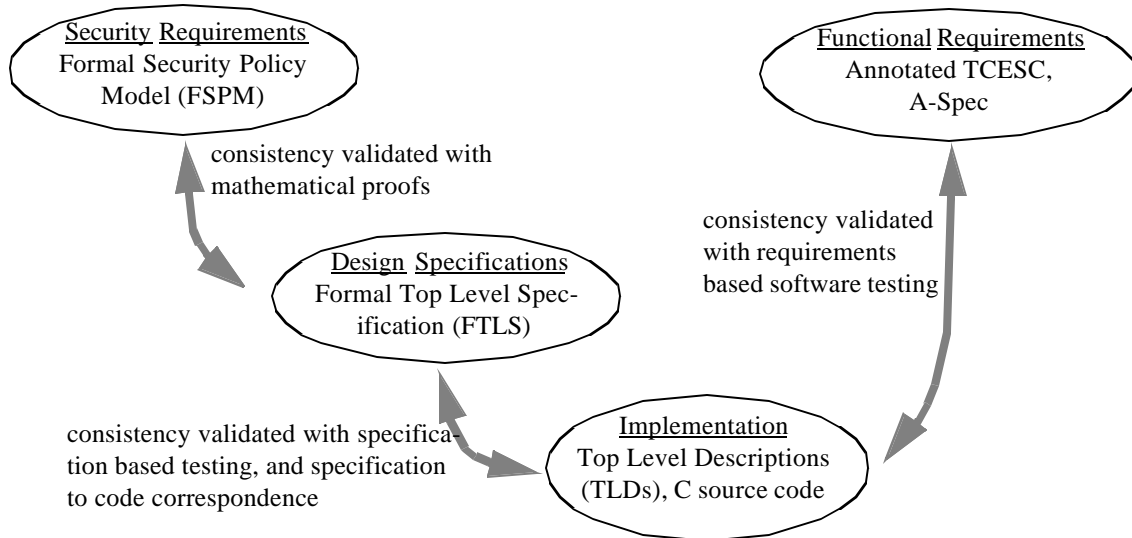 Security Requirements
Formal Security Policy
Model (FSPM)
Functional Requirements
Annotated TCESC,
A-Spec
consistency validated with
mathematical proofs
consistency validated
with requirements
based software testing
Design Specifications
Formal Top Level Spec-
ification (FTLS)
consistency validated with specifica-
tion based testing, and specification
to code correspondence
Implementation
Top Level Descriptions
(TLDs), C source code